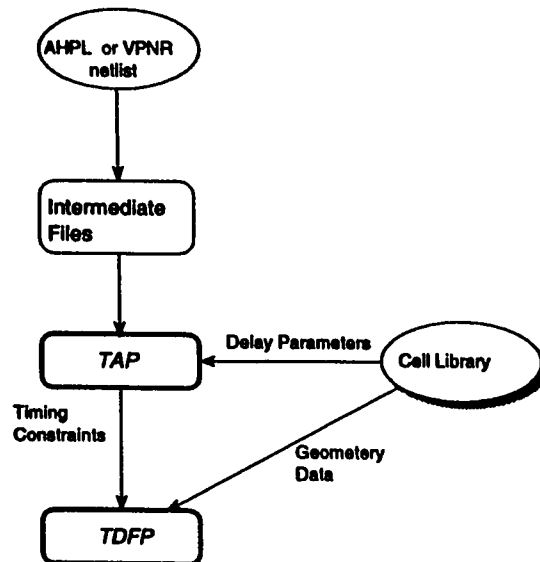 AHPL or VPNR
netlist
Intermediate
Files
Delay Parameters
TAP
Cell Library
Timing
Constraints
Geometery
Data
TDFP